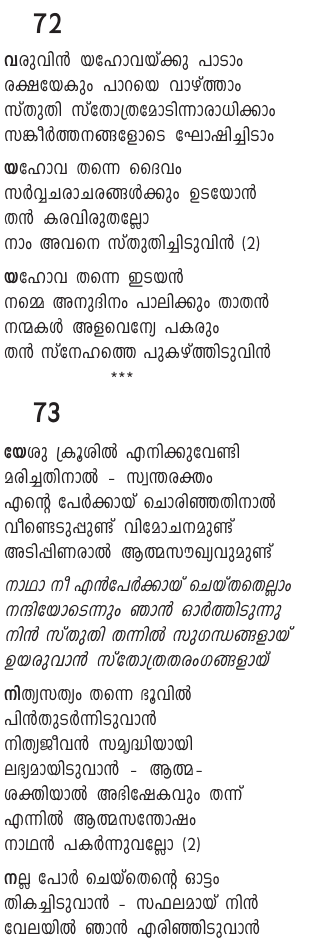 72
വരുവിൻ യഹോവയ്ക്കു പാടാം
രക്ഷയേകും പാറയെ വാഴ്ത്താം
സ്തുതി സ്തോത്രമോടിന്നാരാധിക്കാം
സങ്കീർത്തനങ്ങളോടെ ഘോഷിച്ചിടാം
യഹോവ തന്നെ ദൈവം
സർവ്വചരാചരങ്ങൾക്കും ഉടയോൻ
തൻ കരവിരുതല്ലോ
നാം അവനെ സ്തുതിച്ചിടുവിൻ (2)
യഹോവ തന്നെ ഇടയൻ
നമ്മെ അനുദിനം പാലിക്കും താതൻ
നന്മകൾ അളവെന്യേ പകരും
തൻ സ്നേഹത്തെ പുകഴ്ത്തിടുവിൻ
***
73
യേശു ക്രൂശിൽ എനിക്കുവേണ്ടി
മരിച്ചതിനാൽ - സ്വന്തരക്തം
എന്റെ പേർക്കായ് ചൊരിഞ്ഞതിനാൽ
വീണ്ടെടുപ്പുണ്ട് വിമോചനമുണ്ട്
അടിപ്പിണരാൽ ആത്മസൗഖ്യവുമുണ്ട്
നാഥാ നീ എൻപേർക്കായ് ചെയ്തതെല്ലാം
നന്ദിയോടെന്നും ഞാൻ ഓർത്തിടുന്നു
നിൻ സ്തുതി തന്നിൽ സുഗന്ധങ്ങളായ്
ഉയരുവാൻ സ്തോത്രതരംഗങ്ങളായ്
നിത്യസത്യം തന്നെ ഭൂവിൽ
പിൻതുടർന്നിടുവാൻ
നിത്യജീവൻ സമൃദ്ധിയായി
ലഭ്യമായിടുവാൻ - ആത്മ-
ശക്തിയാൽ അഭിഷേകവും തന്ന്
എന്നിൽ ആത്മസന്തോഷം
നാഥൻ പകർന്നുവല്ലോ (2)
നല്ല പോർ ചെയ്തെന്റെ ഓട്ടം
തികച്ചിടുവാൻ - സഫലമായ് നിൻ
വേലയിൽ ഞാൻ എരിഞ്ഞിടുവാൻ